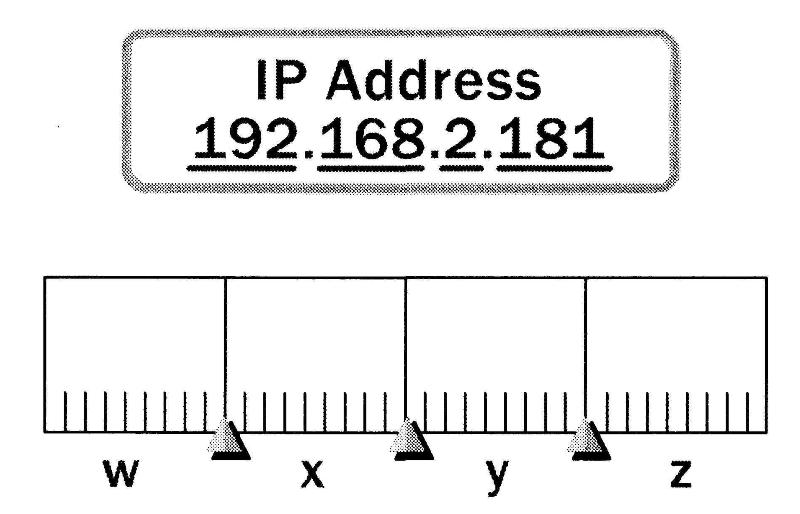 IP Address
192.168.2.181
w x y z